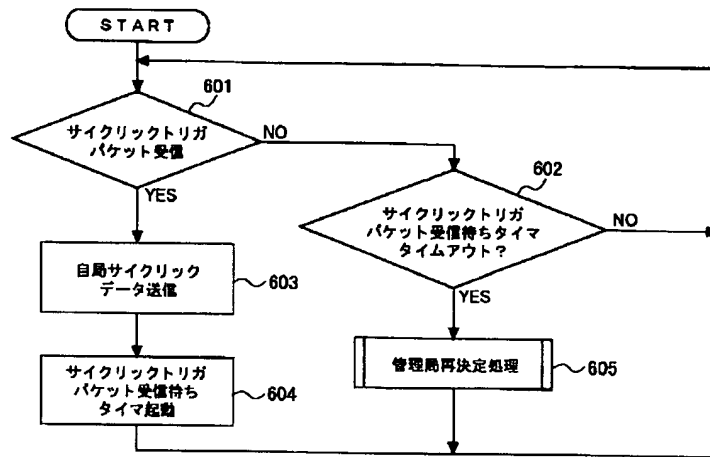 START
601
サイクリックトリガ
パケット受信
NO
YES
602
サイクリックトリガ
パケット受信待ちタイマ
タイムアウト？
NO
YES
自局サイクリック
データ送信
603
サイクリックトリガ
パケット受信待ち
タイマ起動
604
管理局再決定処理
605